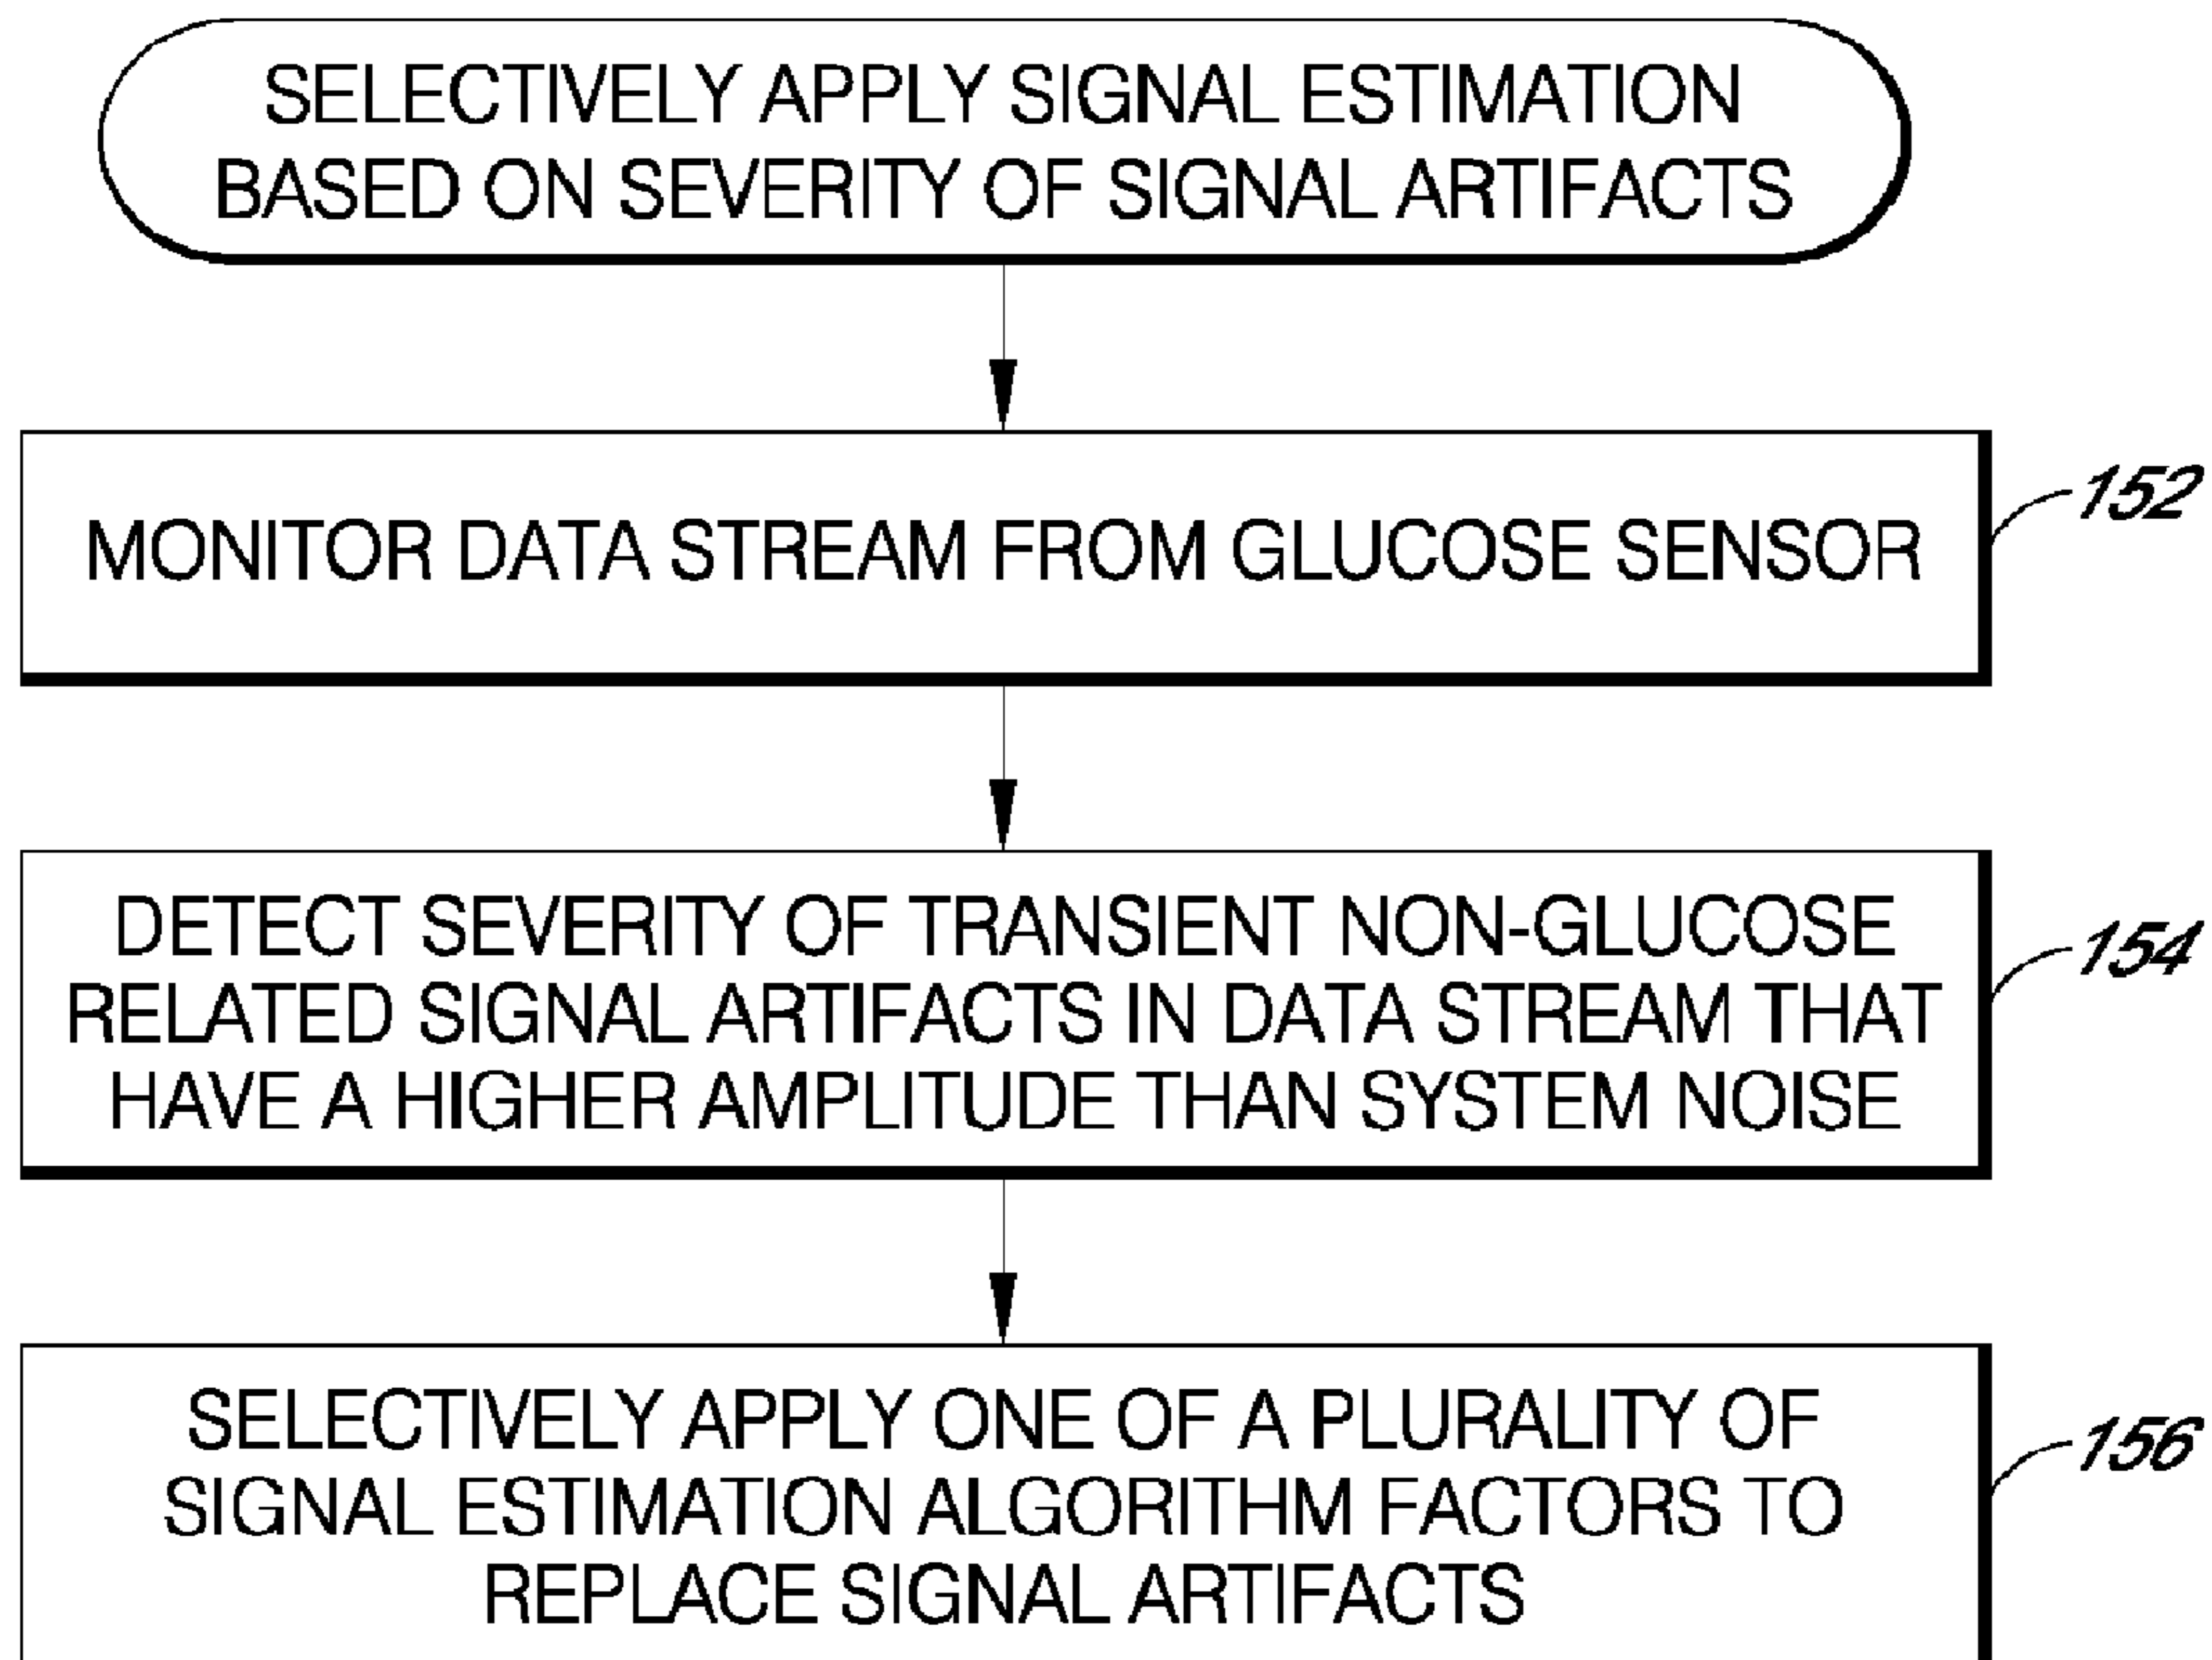 SELECTIVELY APPLY SIGNAL ESTIMATION
BASED ON SEVERITY OF SIGNAL ARTIFACTS
MONITOR DATA STREAM FROM GLUCOSE SENSOR
152
DETECT SEVERITY OF TRANSIENT NON-GLUCOSE
RELATED SIGNAL ARTIFACTS IN DATA STREAM THAT
HAVE A HIGHER AMPLITUDE THAN SYSTEM NOISE
154
SELECTIVELY APPLY ONE OF A PLURALITY OF
SIGNAL ESTIMATION ALGORITHM FACTORS TO
REPLACE SIGNAL ARTIFACTS
156